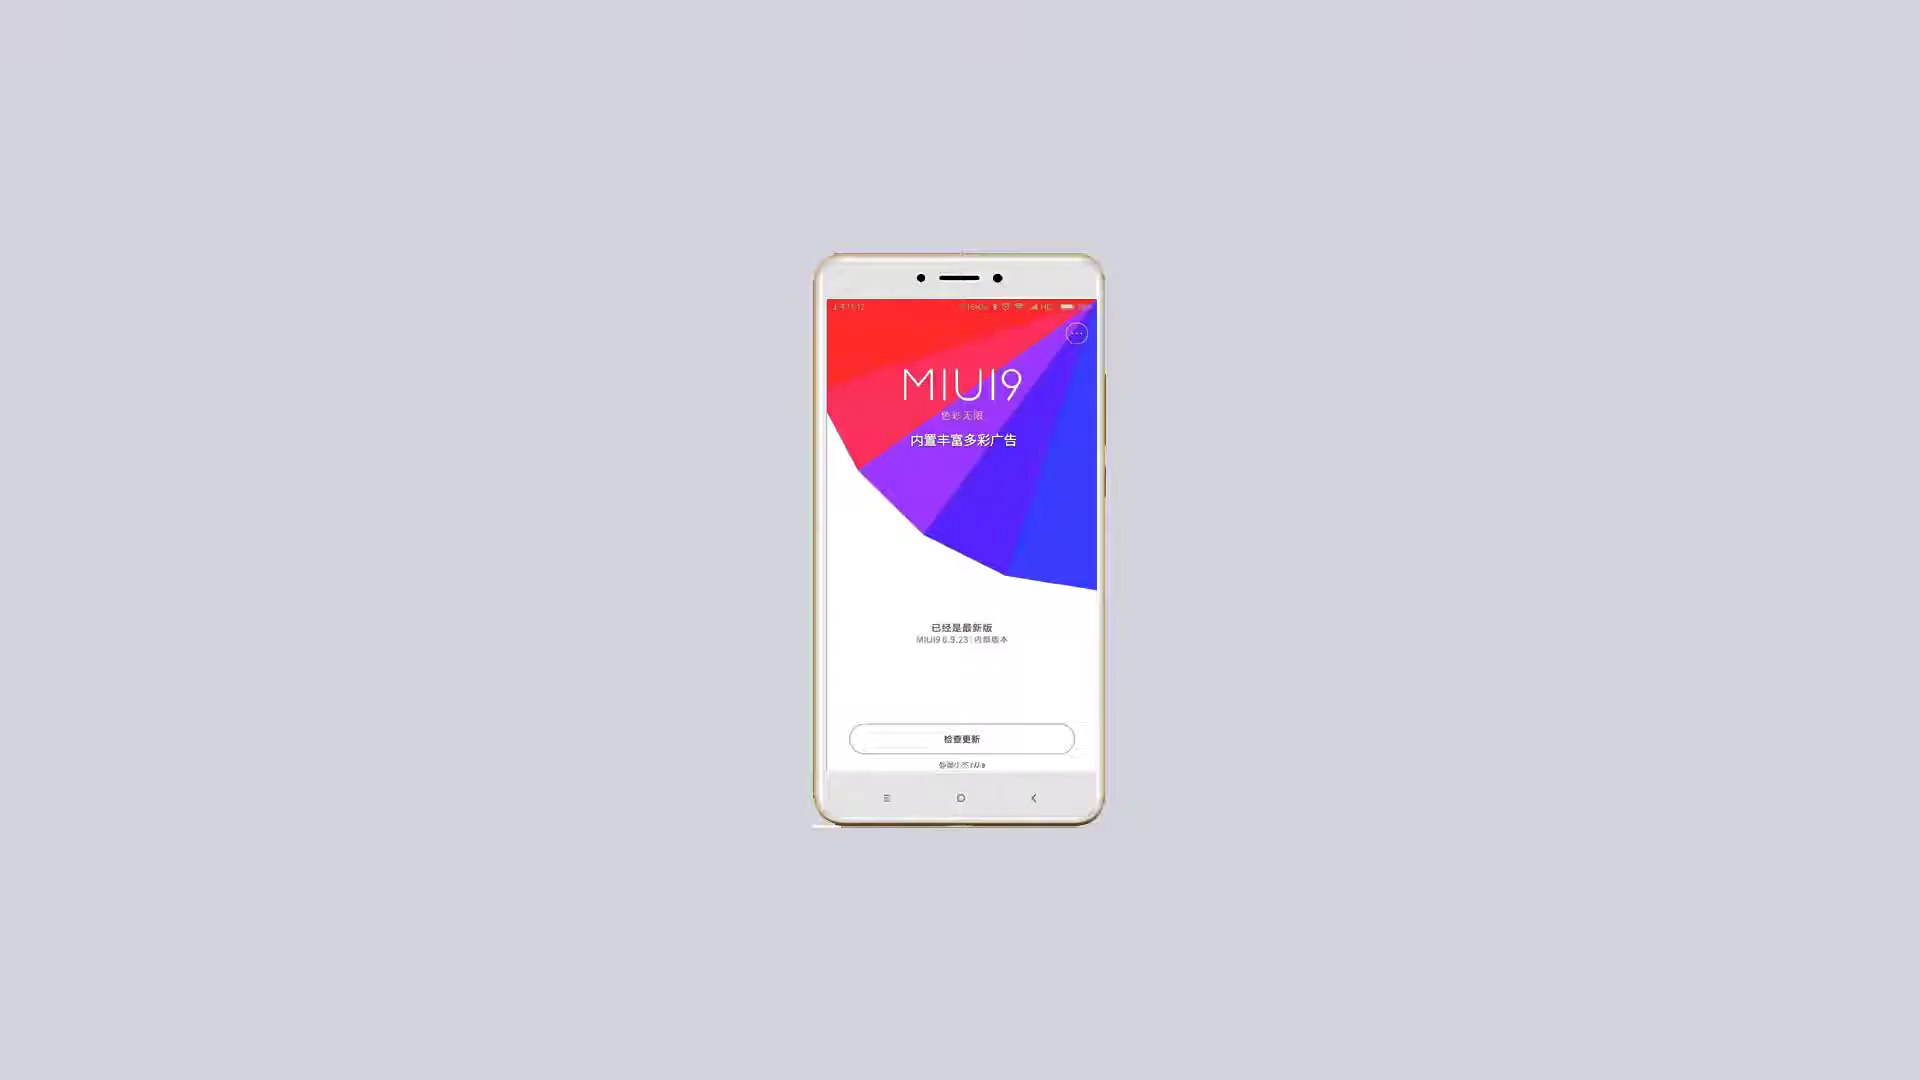 MIUI9
色彩无限
内置丰富多彩广告
已经是最新版
MIUI9 6.9.23 | 内部版本
检查更新